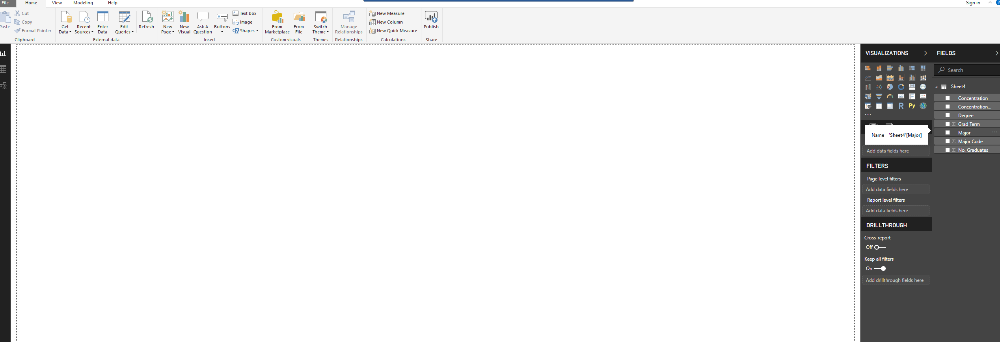 File Home View Modeling Help Sign in ?
Paste
Cut
Copy
Format Painter
Clipboard
Get Data
Recent Sources
Enter Data
Edit Queries
Refresh
External data
New Page
New Visual
Ask A Question
Buttons
Text box
Image
Shapes
Insert
From Marketplace
From File
Custom visuals
Switch Theme
Themes
Manage Relationships
Relationships
New Measure
New Column
New Quick Measure
Calculations
Publish
Share
VISUALIZATIONS
R Py
...
Name 'Sheet4'[Major]
Add data fields here
FILTERS
Page level filters
Add data fields here
Report level filters
Add data fields here
DRILLTHROUGH
Cross-report
Off
Keep all filters
On
Add drillthrough fields here
FIELDS
Search
Sheet4
Concentration
Concentration...
Degree
Σ Grad Term
Major ...
Σ Major Code
Σ No. Graduates